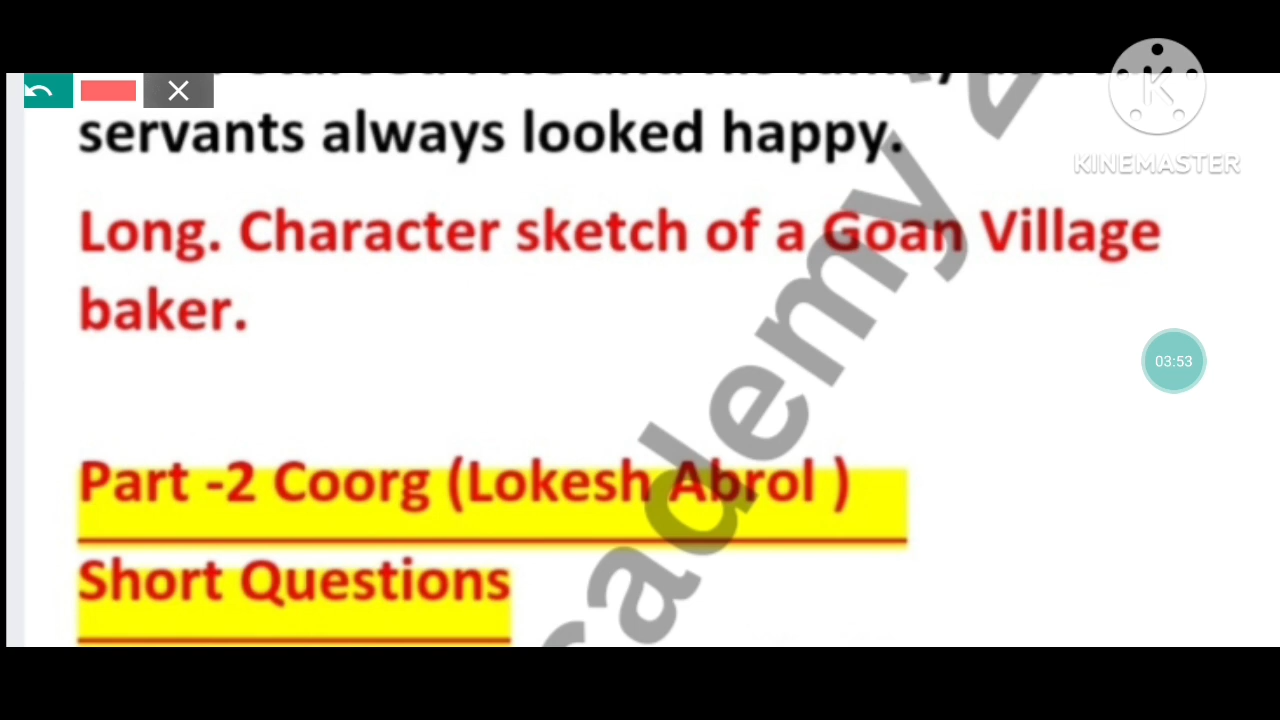 servants always looked happy.
KINEMASTER
Long. Character sketch of a Goan Village
baker.
03:53
Part -2 Coorg (Lokesh Abrol )
Short Questions